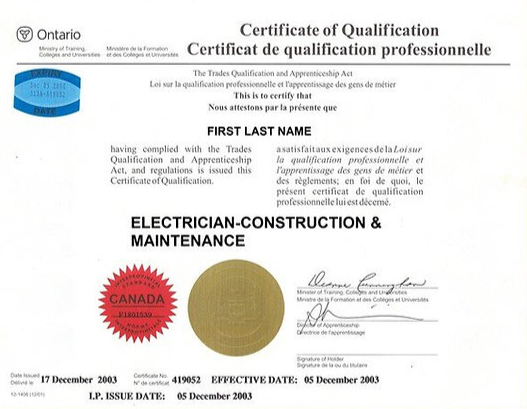 Ontario
Certificate of Qualification
Certificat de qualification professionnelle
Ministry of Training,
Colleges and Universities
Ministère de la Formation
et des Collèges et Universités
EXPIRY
DATE
The Trades Qualification and Apprenticeship Act
Loi sur la qualification professionnelle et l'apprentissage des gens de métier
This is to certify that
Nous attestons par la présente que
FIRST LAST NAME
having complied with the Trades
Qualification and Apprenticeship
Act, and regulations is issued this
Certificate of Qualification.
a satisfait aux exigences de la Loi sur
la qualification professionnelle et
l'apprentissage des gens de métier et
des règlements; en foi de quoi, le
présent certificat de qualification
professionnelle lui est décerné.
ELECTRICIAN-CONSTRUCTION &
MAINTENANCE
INTERPROVINCIAL
STANDARD
CANADA
NORME
INTERPROVINCIALE
Minister of Training, Colleges and Universities
Ministre de la Formation et des Collèges et Universités
Director of Apprenticeship
Directrice de l'apprentissage
Signature of Holder
Signature de la ou du titulaire
Date Issued
Délivré le
17 December 2003
Certificate No.
N° de certificat
419052
EFFECTIVE DATE: 05 December 2003
12-1408 (12/01)
I.P. ISSUE DATE: 05 December 2003